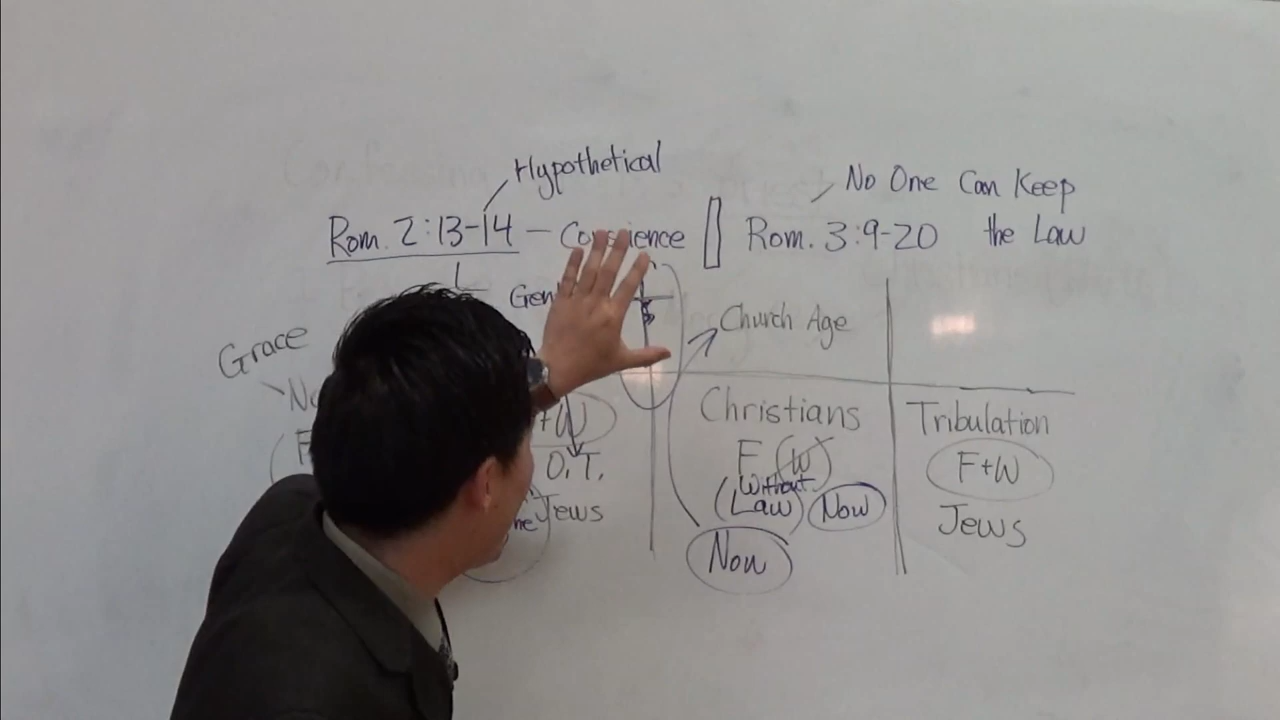 Hypothetical
No One Can Keep
the Law
Rom. 2:13-14 - Conscience
Rom. 3:9-20
Grace
Church Age
+W
O.T.
Jews
Christians
F (W)
(Without
Law)
Now
Now
Tribulation
F+W
Jews